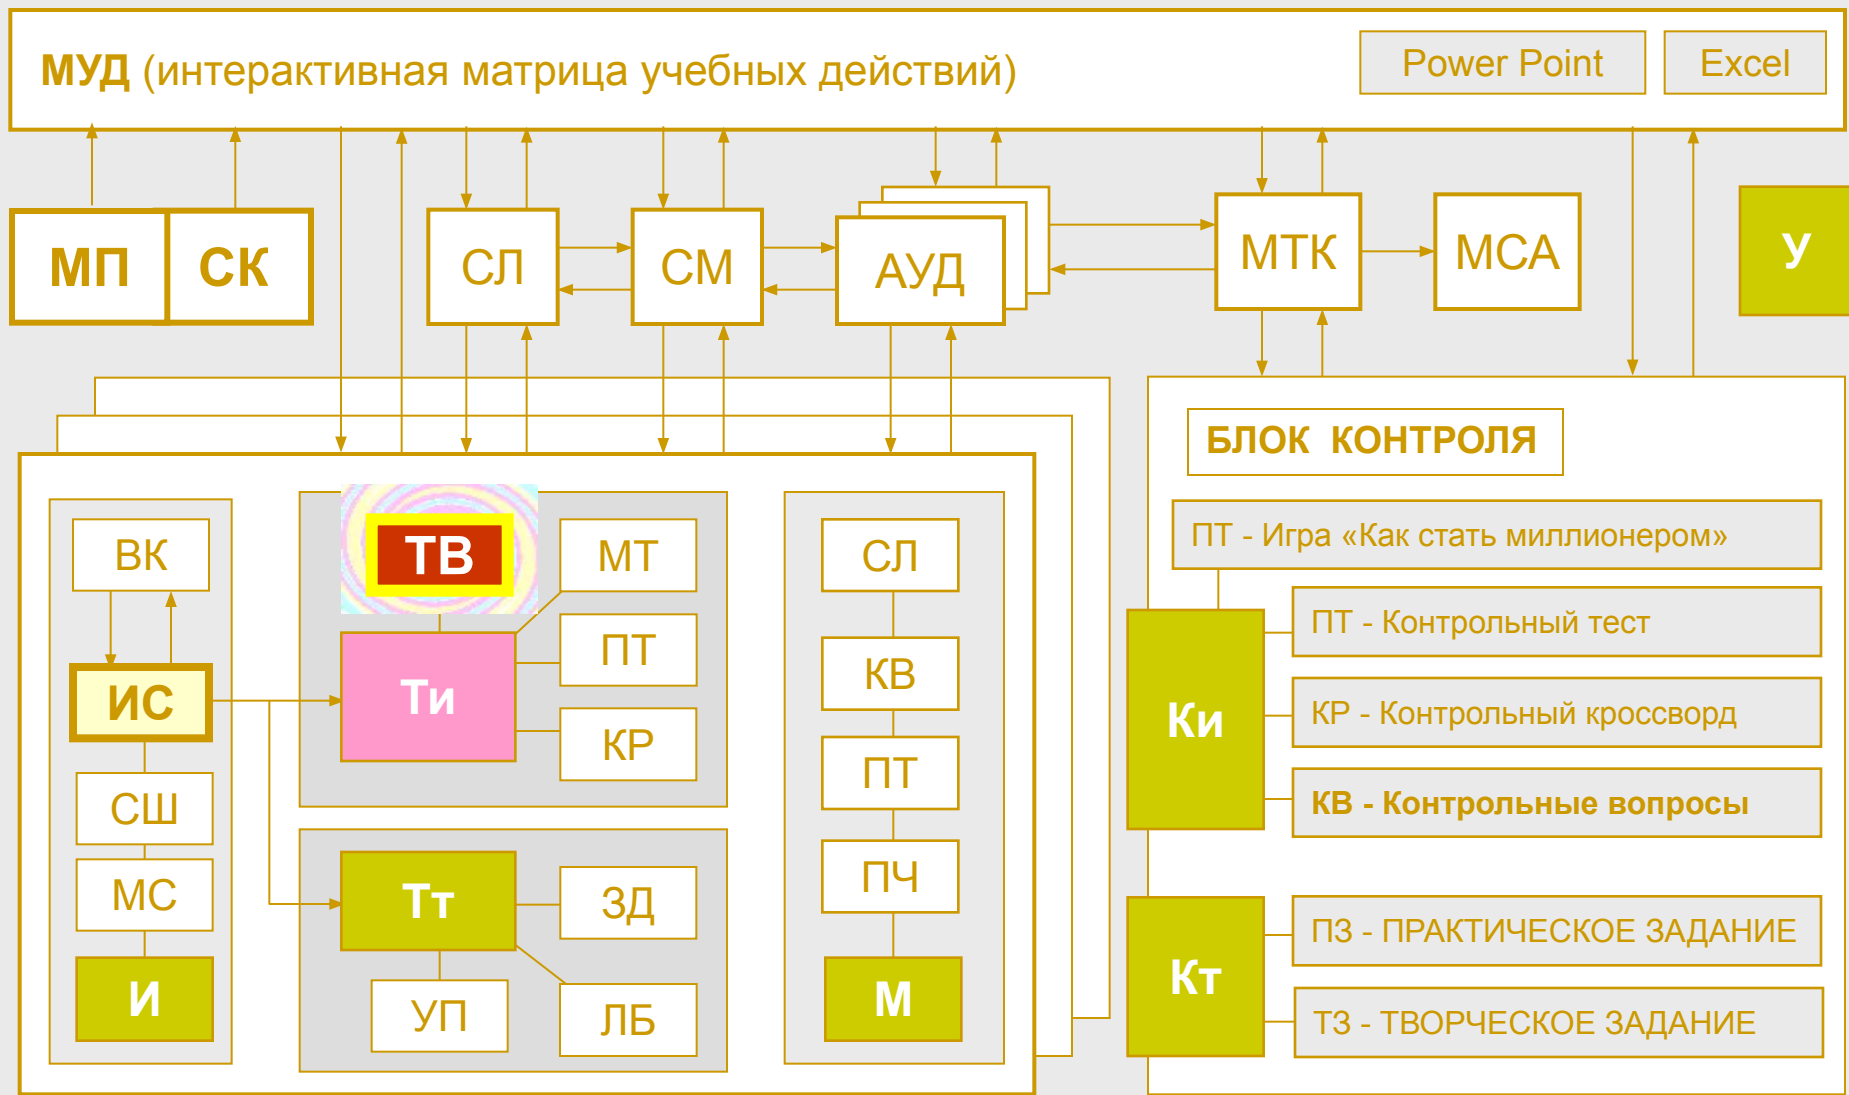 МУД (интерактивная матрица учебных действий)
Power Point
Excel
МП
СК
СЛ
СМ
АУД
МТК
МСА
У
БЛОК КОНТРОЛЯ
ВК
ИС
СШ
МС
И
ТВ
Ти
МТ
ПТ
КР
Тт
ЗД
УП
ЛБ
СЛ
КВ
ПТ
ПЧ
М
ПТ - Игра «Как стать миллионером»
Ки
ПТ - Контрольный тест
КР - Контрольный кроссворд
КВ - Контрольные вопросы
Кт
ПЗ - ПРАКТИЧЕСКОЕ ЗАДАНИЕ
ТЗ - ТВОРЧЕСКОЕ ЗАДАНИЕ